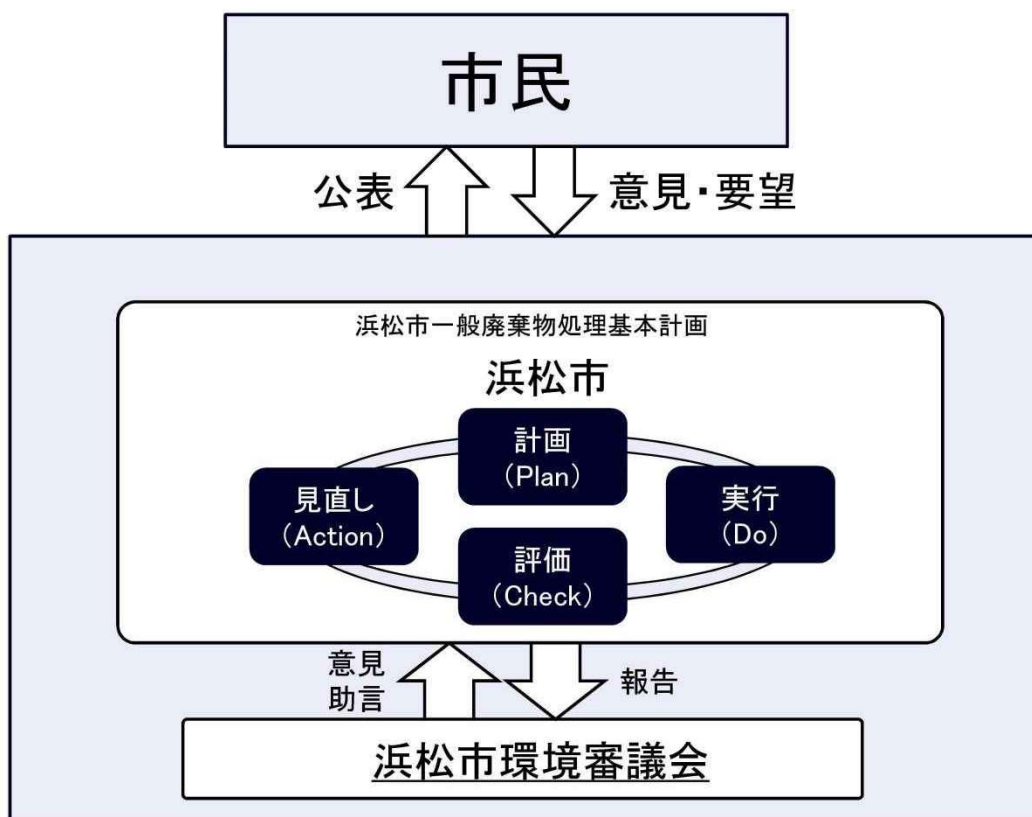 市民
公表
意見・要望
浜松市一般廃棄物処理基本計画
浜松市
計画
(Plan)
見直し
(Action)
実行
(Do)
評価
(Check)
意見
助言
報告
浜松市環境審議会